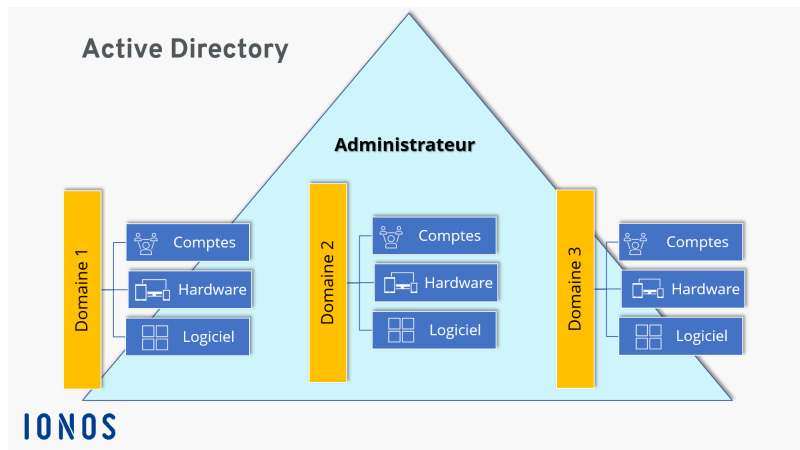 Active Directory
Administrateur
Domaine 1
Comptes
Hardware
Logiciel
Domaine 2
Comptes
Hardware
Logiciel
Domaine 3
Comptes
Hardware
Logiciel
IONOS